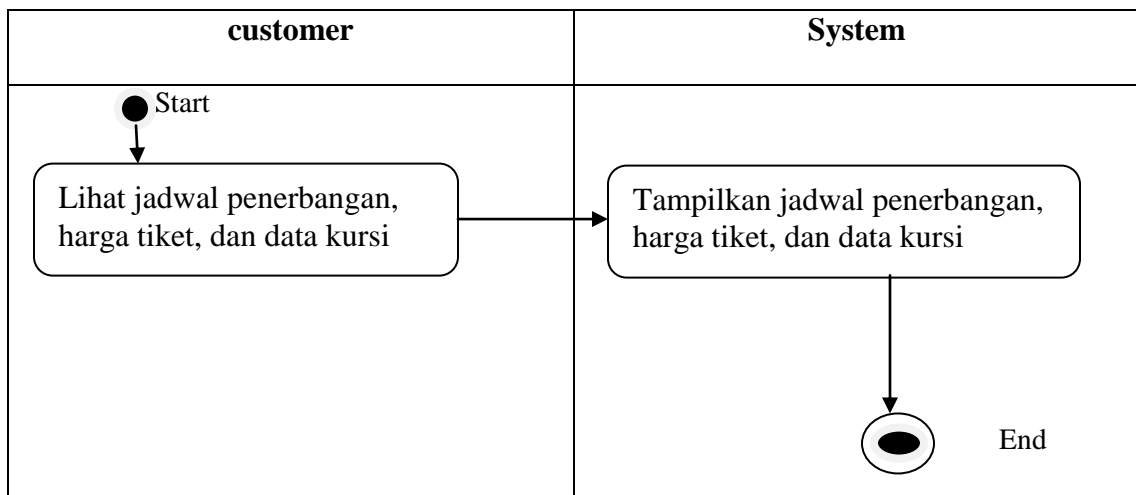 customer
System
Start
Lihat jadwal penerbangan,
harga tiket, dan data kursi
Tampilkan jadwal penerbangan,
harga tiket, dan data kursi
End